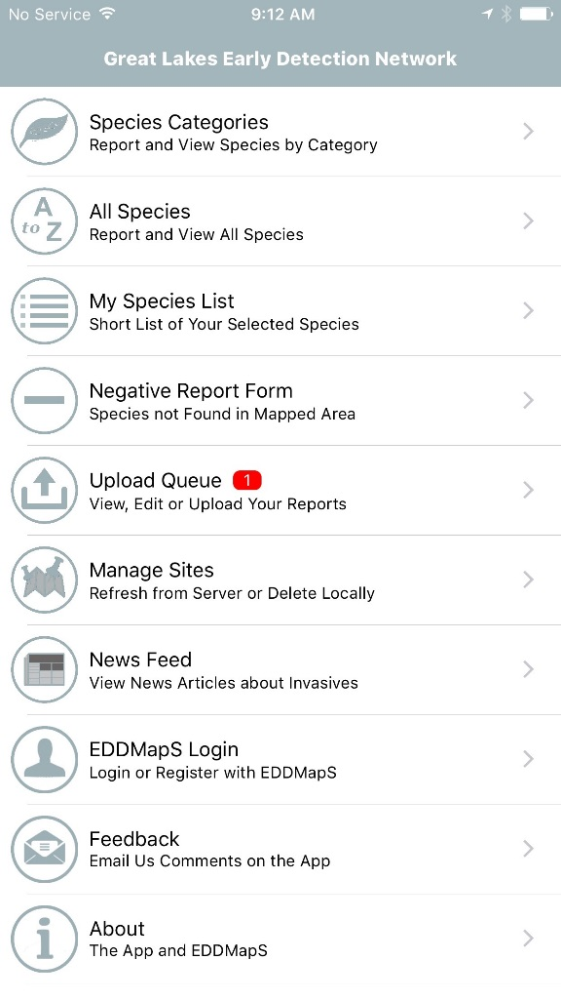 No Service 9:12 AM
Great Lakes Early Detection Network
Species Categories
Report and View Species by Category
A to Z
All Species
Report and View All Species
My Species List
Short List of Your Selected Species
Negative Report Form
Species not Found in Mapped Area
Upload Queue 1
View, Edit or Upload Your Reports
Manage Sites
Refresh from Server or Delete Locally
News Feed
View News Articles about Invasives
EDDMapS Login
Login or Register with EDDMapS
Feedback
Email Us Comments on the App
i
About
The App and EDDMapS